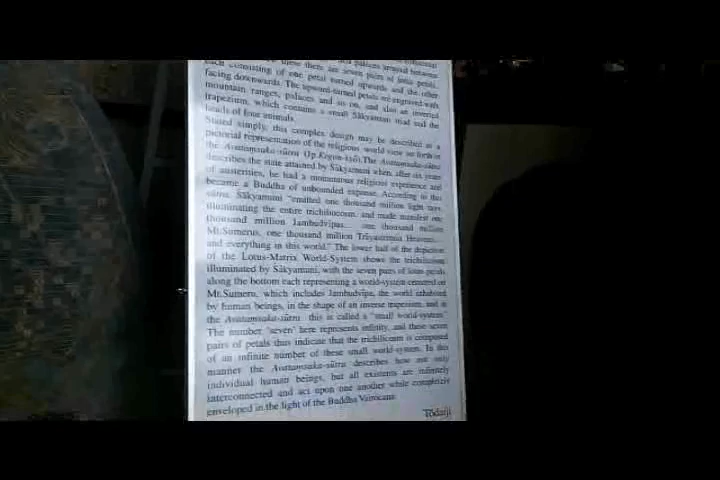 each consisting of one petal turned upwards and the other
facing downwards. The upward-turned petals are engraved with
mountain ranges, palaces and so on, and also an inverted
trapezium, which contains a small Śākyamuni triad and the
heads of four animals.
Stated simply, this complex design may be described as a
pictorial representation of the religious world view set forth in
the Avataṃsaka-sūtra (Jp.Kegon-kyō).The Avataṃsaka-sūtra
describes the state attained by Śākyamuni when, after six years
of austerities, he had a momentous religious experience and
became a Buddha of unbounded expanse. According to this
sūtra, Śākyamuni "emitted one thousand million light rays,
illuminating the entire trichiliocosm, and made manifest one
thousand million Jambudvīpas... one thousand million
Mt.Sumerus, one thousand million Trāyastriṃśa Heavens...
and everything in this world." The lower half of the depiction
of the Lotus-Matrix World-System shows the trichiliocosm
illuminated by Śākyamuni, with the seven pairs of lotus petals
along the bottom each representing a world-system centered on
Mt.Sumeru, which includes Jambudvīpa, the world inhabited
by human beings, in the shape of an inverse trapezium, and in
the Avataṃsaka-sūtra this is called a "small world-system."
The number 'seven' here represents infinity, and these seven
pairs of petals thus indicate that the trichiliocosm is composed
of an infinite number of these small world-systems. In this
manner the Avataṃsaka-sūtra describes how not only
individual human beings, but all existents are infinitely
interconnected and act upon one another while completely
enveloped in the light of the Buddha Vairocana.
Tōdaiji